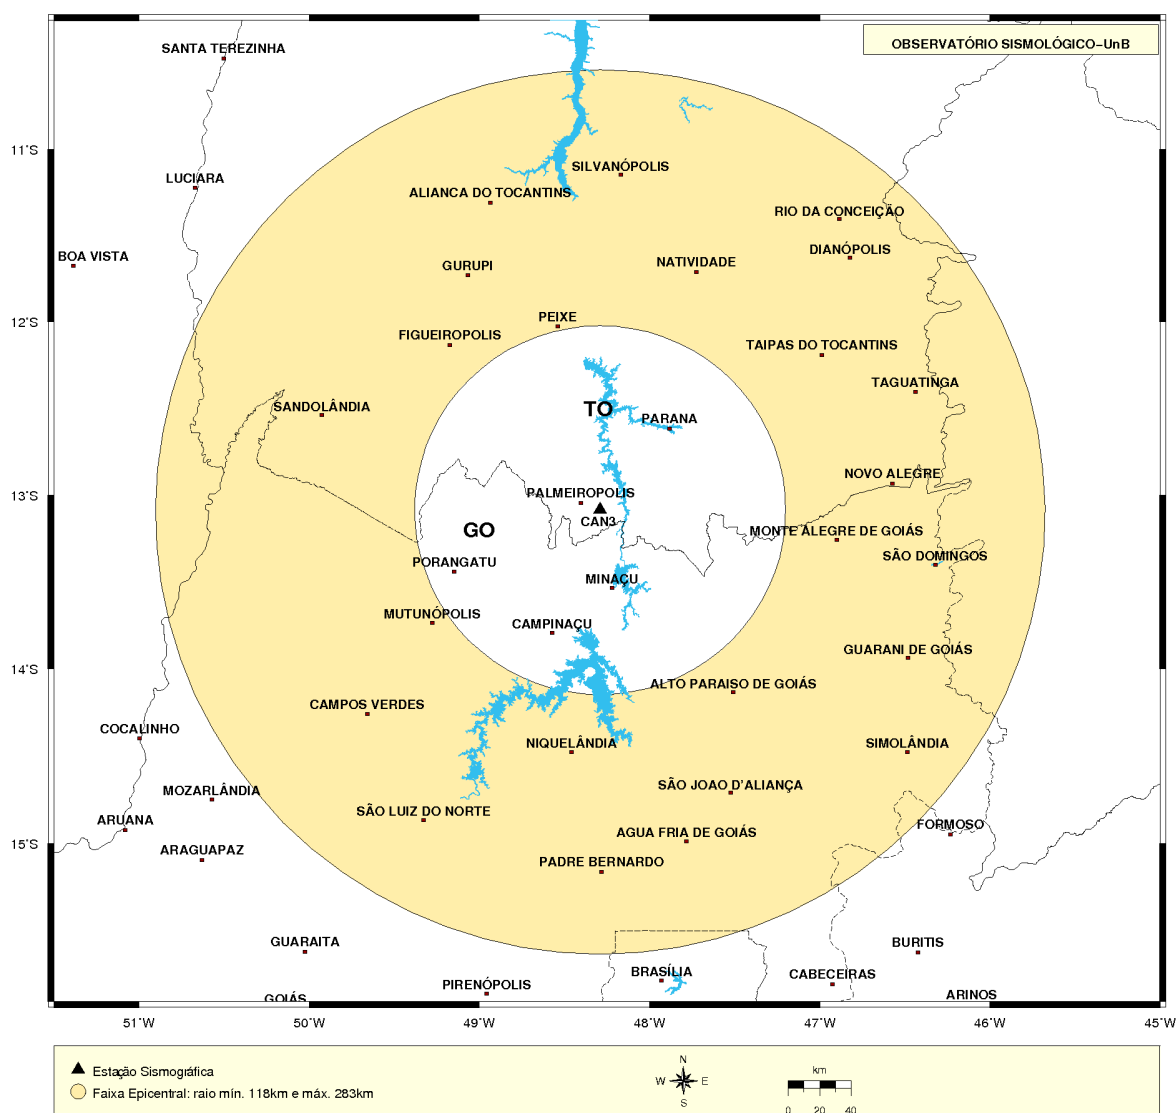 OBSERVATÓRIO SISMOLÓGICO-UnB
SANTA TEREZINHA
11°S
SILVANÓPOLIS
LUCIARA
ALIANCA DO TOCANTINS
RIO DA CONCEIÇÃO
DIANÓPOLIS
BOA VISTA
NATIVIDADE
GURUPI
PEIXE
12°S
FIGUEIROPOLIS
TAIPAS DO TOCANTINS
TAGUATINGA
SANDOLÂNDIA
TO
PARANA
NOVO ALEGRE
13°S
PALMEIROPOLIS
CAN3
GO
MONTE ALEGRE DE GOIÁS
SÃO DOMINGOS
PORANGATU
MINAÇU
MUTUNÓPOLIS
CAMPINAÇU
GUARANI DE GOIÁS
14°S
ALTO PARAISO DE GOIÁS
CAMPOS VERDES
COCALINHO
NIQUELÂNDIA
SIMOLÂNDIA
SÃO JOAO D'ALIANÇA
MOZARLÂNDIA
SÃO LUIZ DO NORTE
ARUANA
FORMOSO
AGUA FRIA DE GOIÁS
15°S
ARAGUAPAZ
PADRE BERNARDO
GUARAITA
BURITIS
BRASÍLIA
CABECEIRAS
PIRENÓPOLIS
ARINOS
GOIÁS
51°W 50°W 49°W 48°W 47°W 46°W 45°W
Estação Sismográfica
Faixa Epicentral: raio mín. 118km e máx. 283km
N
W E
S
km
0 20 40